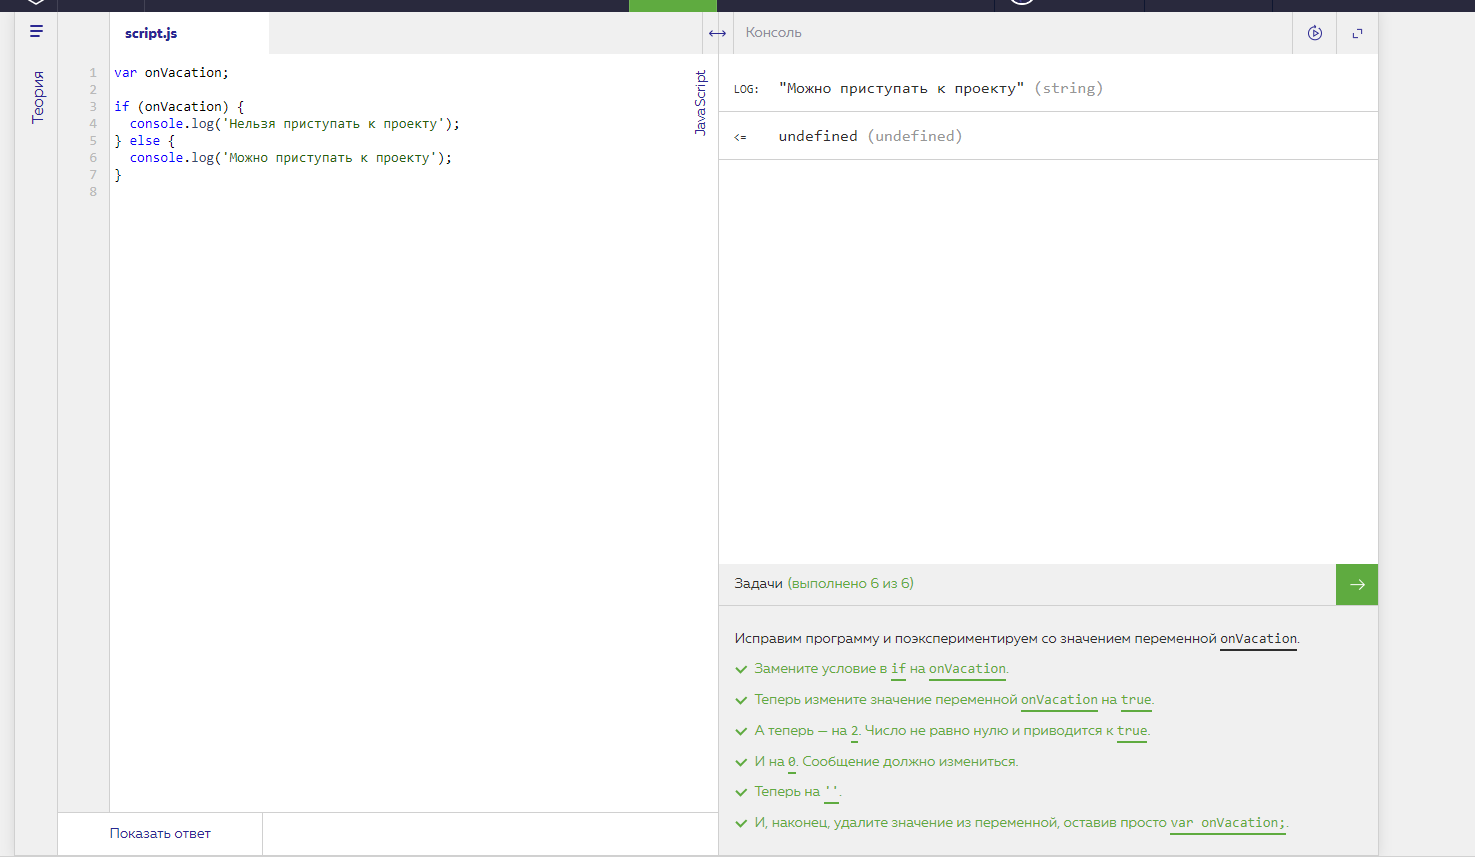 Теория
script.js
1 var onVacation;
2
3 if (onVacation) {
4 console.log('Нельзя приступать к проекту');
5 } else {
6 console.log('Можно приступать к проекту');
7 }
8
JavaScript
Показать ответ
Консоль
LOG: "Можно приступать к проекту" (string)
<= undefined (undefined)
Задачи (выполнено 6 из 6)
Исправим программу и поэкспериментируем со значением переменной onVacation.
Замените условие в if на onVacation.
Теперь измените значение переменной onVacation на true.
А теперь — на 2. Число не равно нулю и приводится к true.
И на 0. Сообщение должно измениться.
Теперь на ''.
И, наконец, удалите значение из переменной, оставив просто var onVacation;.